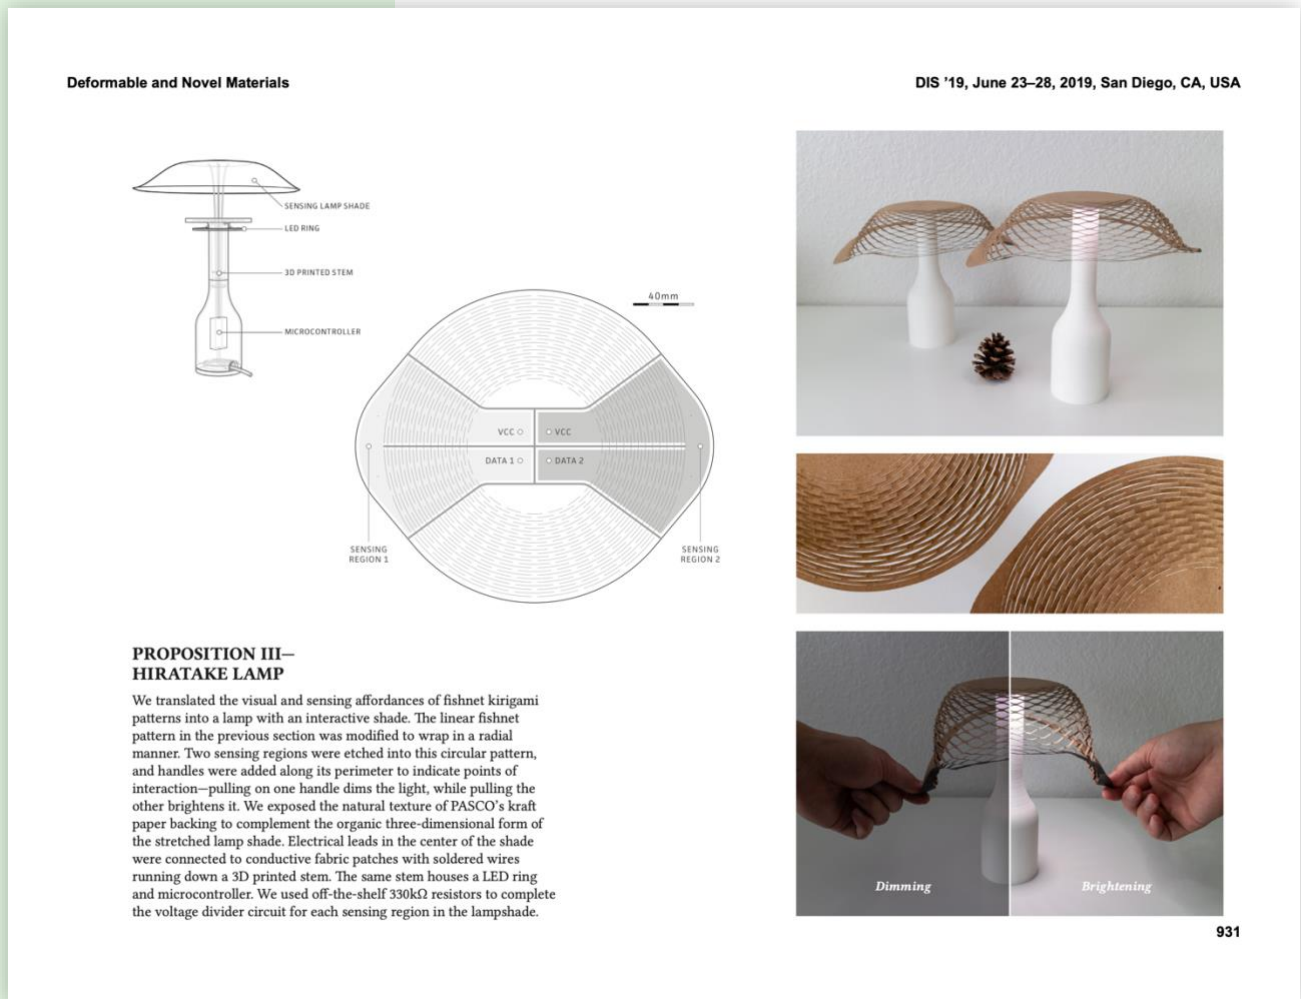 Deformable and Novel Materials
DIS ’19, June 23–28, 2019, San Diego, CA, USA
SENSING LAMP SHADE
LED RING
3D PRINTED STEM
MICROCONTROLLER
40mm
VCC
VCC
DATA 1
DATA 2
SENSING
REGION 1
SENSING
REGION 2
PROPOSITION III—
HIRATAKE LAMP
We translated the visual and sensing affordances of fishnet kirigami
patterns into a lamp with an interactive shade. The linear fishnet
pattern in the previous section was modified to wrap in a radial
manner. Two sensing regions were etched into this circular pattern,
and handles were added along its perimeter to indicate points of
interaction—pulling on one handle dims the light, while pulling the
other brightens it. We exposed the natural texture of PASCO’s kraft
paper backing to complement the organic three-dimensional form of
the stretched lamp shade. Electrical leads in the center of the shade
were connected to conductive fabric patches with soldered wires
running down a 3D printed stem. The same stem houses a LED ring
and microcontroller. We used off-the-shelf 330kΩ resistors to complete
the voltage divider circuit for each sensing region in the lampshade.
Dimming
Brightening
931